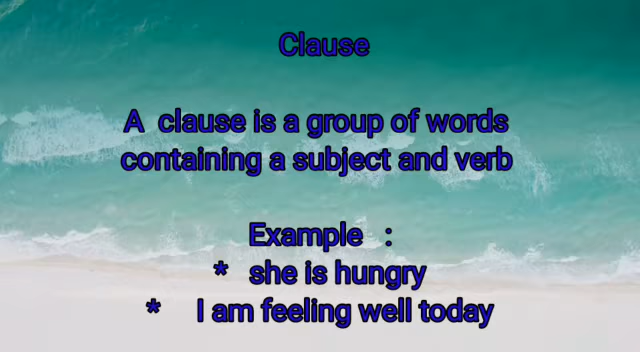 Clause
A clause is a group of words
containing a subject and verb
Example :
* she is hungry
* I am feeling well today